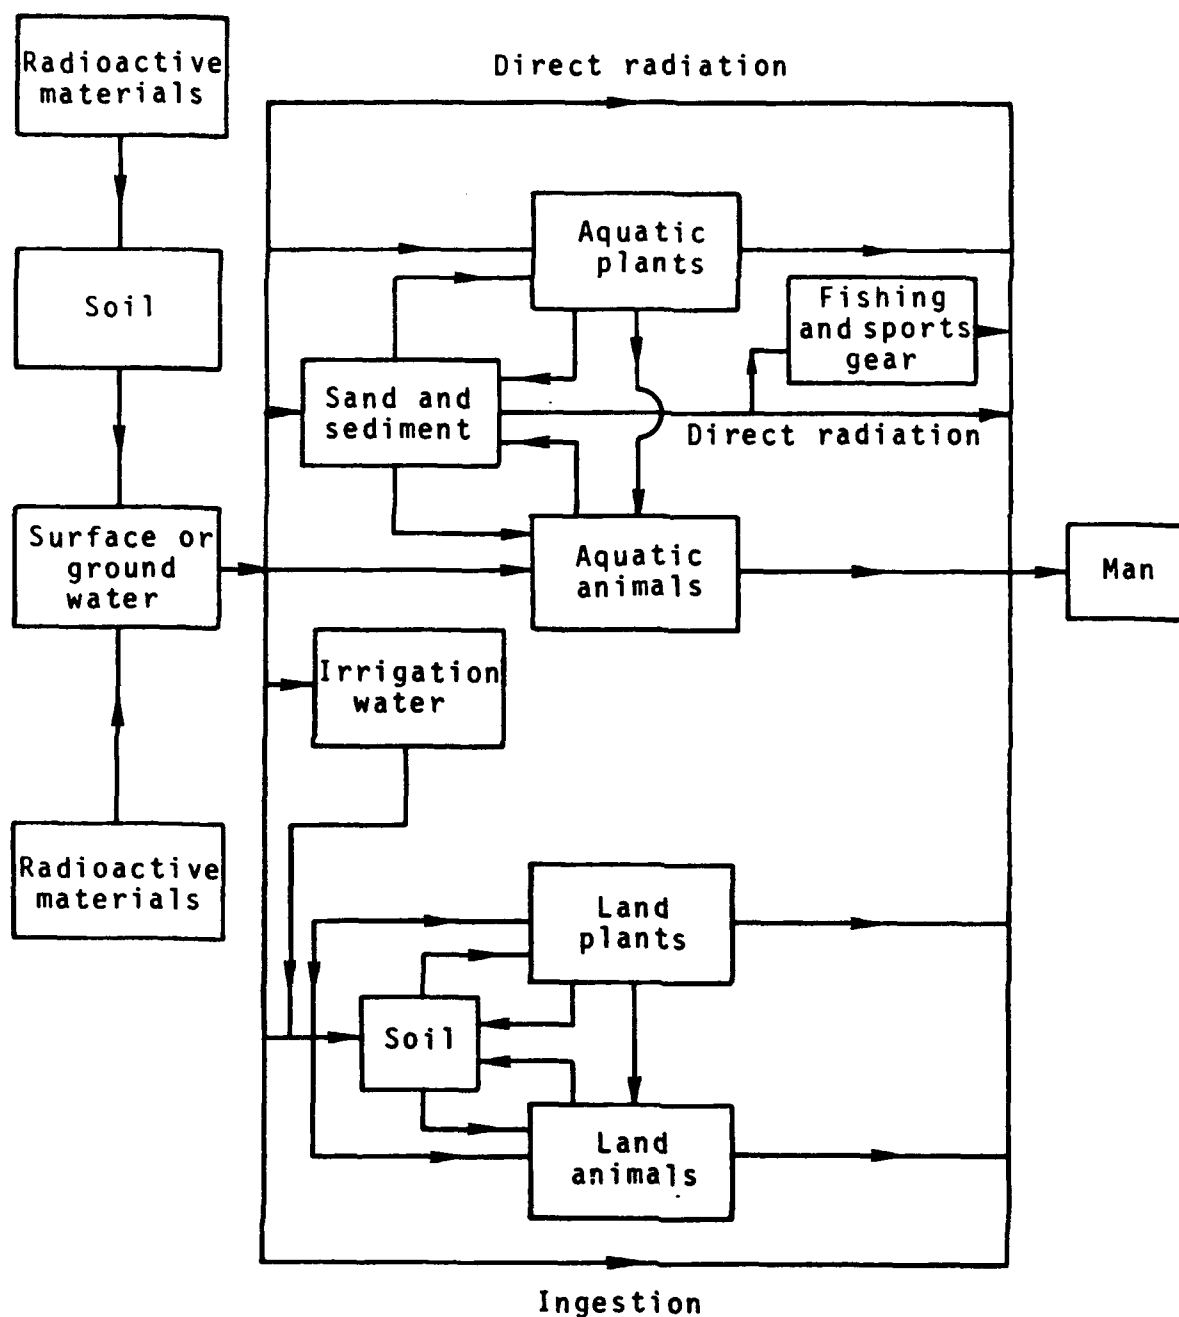 Radioactive
materials
Direct radiation
Soil
Aquatic
plants
Fishing
and sports
gear
Sand and
sediment
Direct radiation
Surface or
ground
water
Aquatic
animals
Man
Irrigation
water
Radioactive
materials
Land
plants
Soil
Land
animals
Ingestion